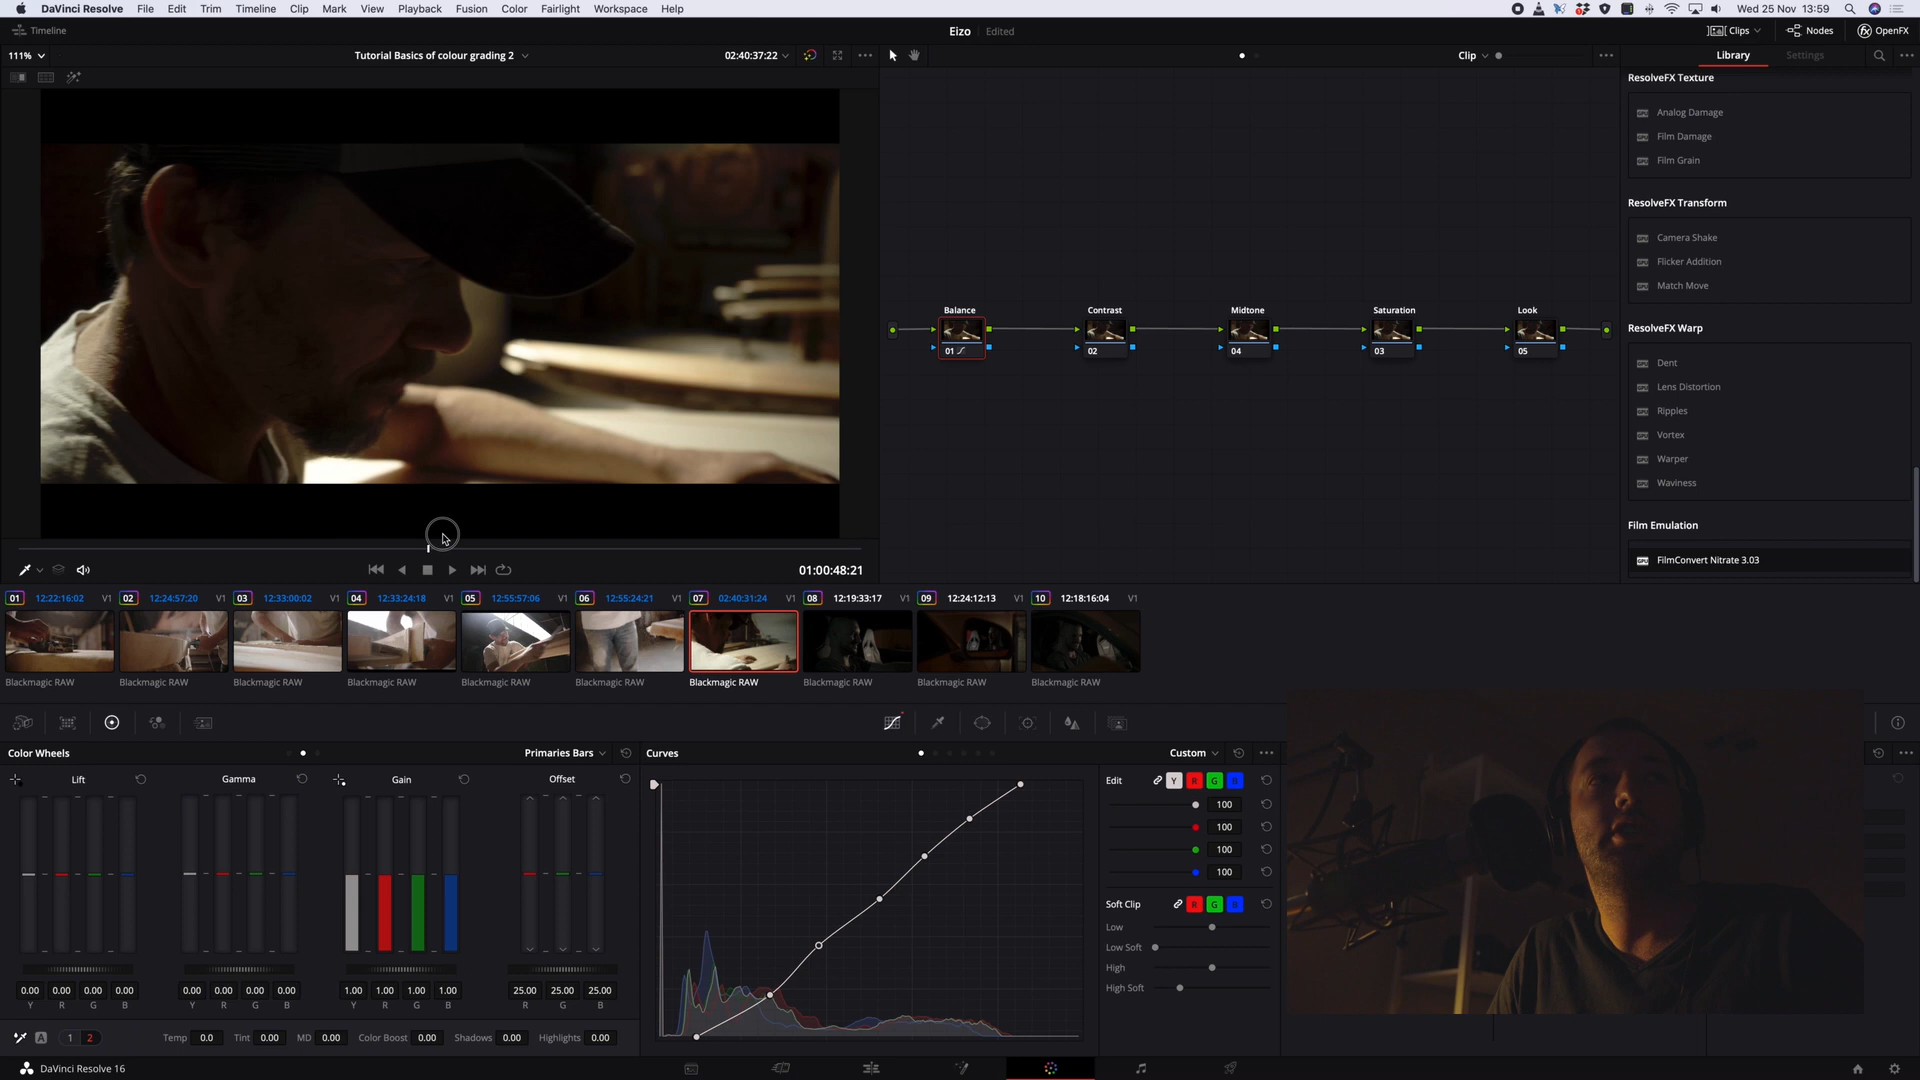 DaVinci Resolve File Edit Trim Timeline Clip Mark View Playback Fusion Color Fairlight Workspace Help Wed 25 Nov 13:59
Timeline Eizo Edited Clips Nodes OpenFX
111% Tutorial Basics of colour grading 2 02:40:37:22 Clip Library Settings
ResolveFX Texture
Analog Damage
Film Damage
Film Grain
ResolveFX Transform
Camera Shake
Flicker Addition
Match Move
Balance Contrast Midtone Saturation Look
01 02 04 03 05
ResolveFX Warp
Dent
Lens Distortion
Ripples
Vortex
Warper
Waviness
Film Emulation
FilmConvert Nitrate 3.03
01:00:48:21
01 12:22:16:02 V1 02 12:24:57:20 V1 03 12:33:00:02 V1 04 12:33:24:18 V1 05 12:55:57:06 V1 06 12:55:24:21 V1 07 02:40:31:24 V1 08 12:19:33:17 V1 09 12:24:12:13 V1 10 12:18:16:04 V1
Blackmagic RAW Blackmagic RAW Blackmagic RAW Blackmagic RAW Blackmagic RAW Blackmagic RAW Blackmagic RAW Blackmagic RAW Blackmagic RAW Blackmagic RAW
Color Wheels Primaries Bars Curves Custom
Lift Gamma Gain Offset Edit Y R G B
100
100
100
100
Soft Clip R G B
Low
Low Soft
High
High Soft
0.00 0.00 0.00 0.00 0.00 0.00 0.00 0.00 1.00 1.00 1.00 1.00 25.00 25.00 25.00
Y R G B Y R G B Y R G B R G B
A 1 2 Temp 0.0 Tint 0.00 MD 0.00 Color Boost 0.00 Shadows 0.00 Highlights 0.00
DaVinci Resolve 16